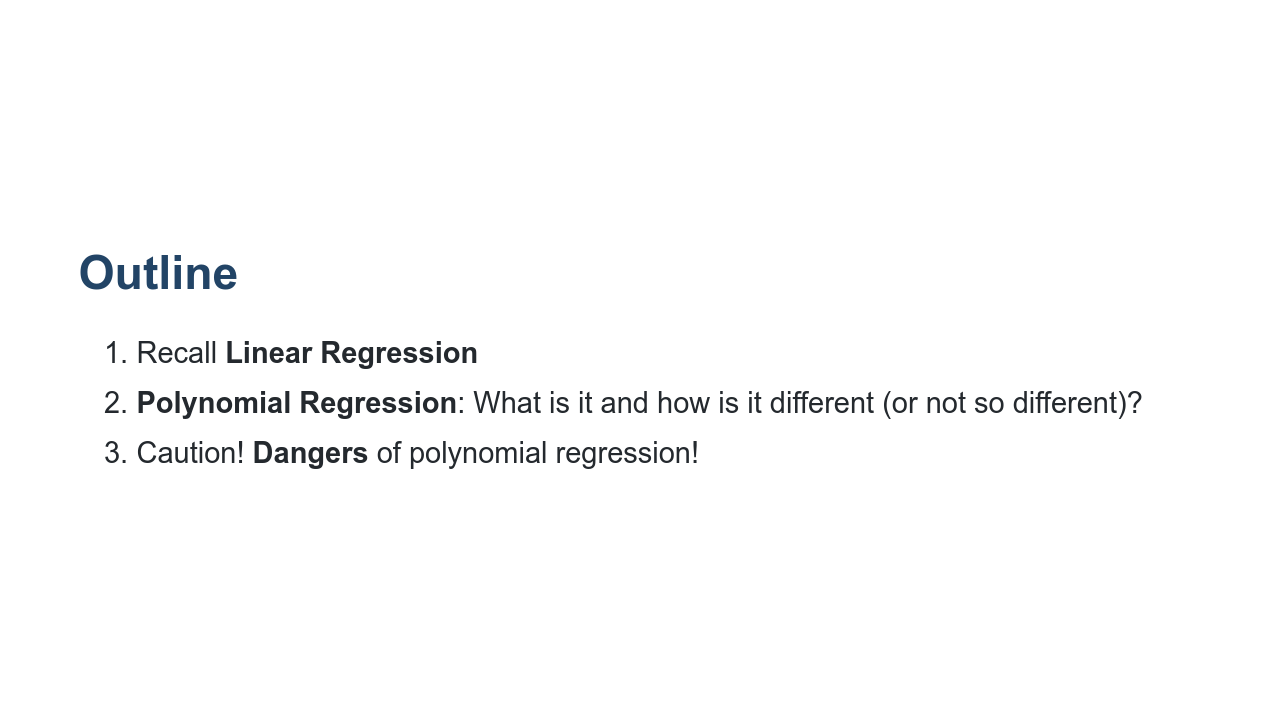 Outline
1. Recall Linear Regression
2. Polynomial Regression: What is it and how is it different (or not so different)?
3. Caution! Dangers of polynomial regression!